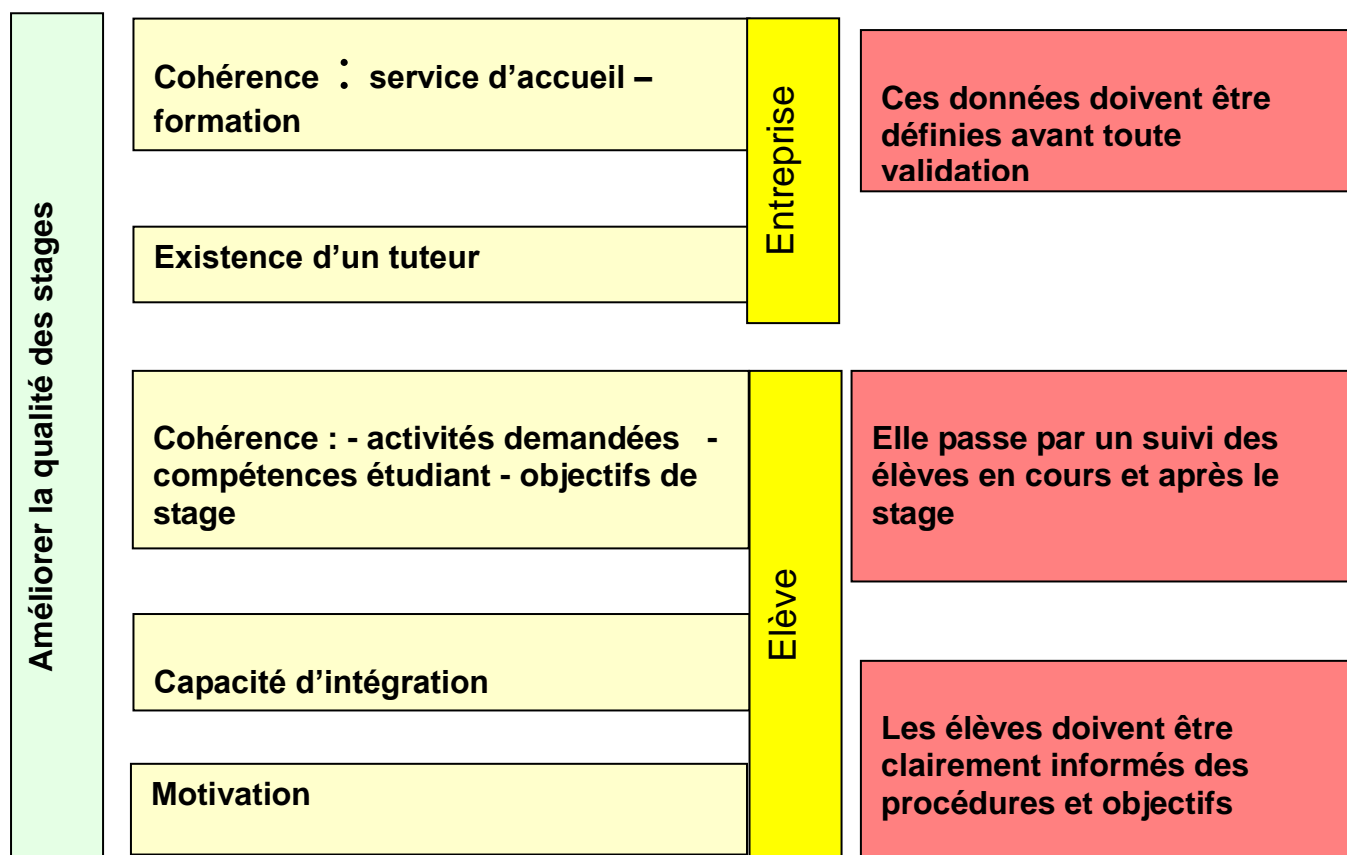 Améliorer la qualité des stages
Cohérence : service d’accueil –
formation
Existence d’un tuteur
Entreprise
Ces données doivent être
définies avant toute
validation
Cohérence : - activités demandées -
compétences étudiant - objectifs de
stage
Capacité d’intégration
Motivation
Elève
Elle passe par un suivi des
élèves en cours et après le
stage
Les élèves doivent être
clairement informés des
procédures et objectifs